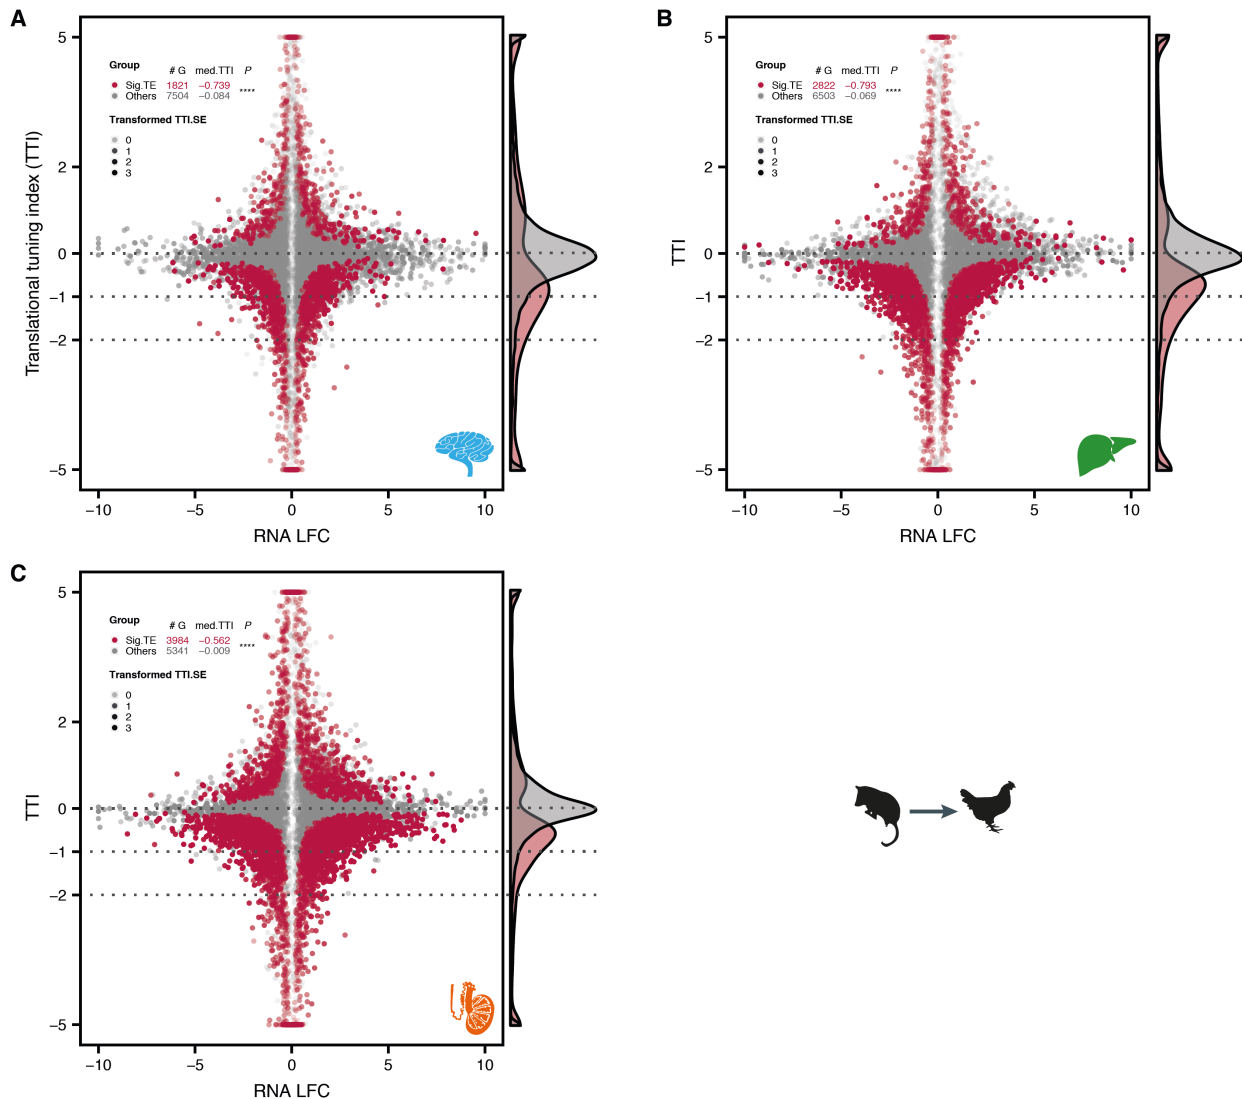 A
Translational tuning index (TTI)
5
2
0
−1
−2
−5
Group
# G med.TTI P
Sig.TE 1821 −0.739
Others 7504 −0.084
****
Transformed TTI.SE
0
1
2
3
−10 −5 0 5 10
RNA LFC
B
TTI
5
2
0
−1
−2
−5
Group
# G med.TTI P
Sig.TE 2822 −0.793
Others 6503 −0.069
****
Transformed TTI.SE
0
1
2
3
−10 −5 0 5 10
RNA LFC
C
TTI
5
2
0
−1
−2
−5
Group
# G med.TTI P
Sig.TE 3984 −0.562
Others 5341 −0.009
****
Transformed TTI.SE
0
1
2
3
−10 −5 0 5 10
RNA LFC